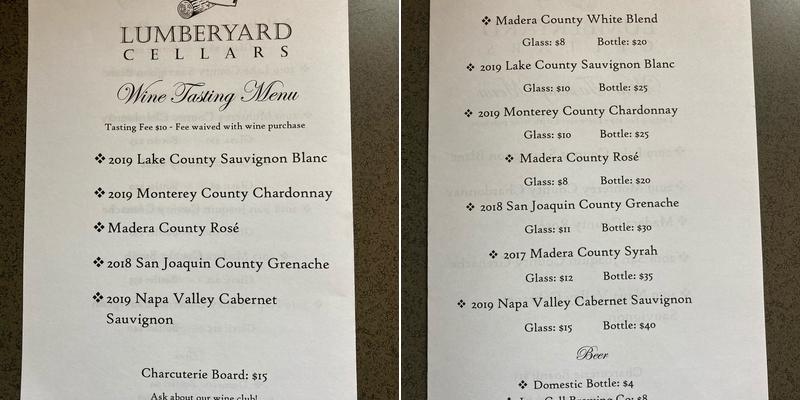 LUMBERYARD
CELLARS
Wine Tasting Menu
Tasting Fee $10 - Fee waived with wine purchase
❖ 2019 Lake County Sauvignon Blanc
❖ 2019 Monterey County Chardonnay
❖ Madera County Rosé
❖ 2018 San Joaquin County Grenache
❖ 2019 Napa Valley Cabernet
Sauvignon
Charcuterie Board: $15
Ask about our wine club!
❖ Madera County White Blend
Glass: $8 Bottle: $20
❖ 2019 Lake County Sauvignon Blanc
Glass: $10 Bottle: $25
❖ 2019 Monterey County Chardonnay
Glass: $10 Bottle: $25
❖ Madera County Rosé
Glass: $8 Bottle: $20
❖ 2018 San Joaquin County Grenache
Glass: $11 Bottle: $30
❖ 2017 Madera County Syrah
Glass: $12 Bottle: $35
❖ 2019 Napa Valley Cabernet Sauvignon
Glass: $15 Bottle: $40
Beer
❖ Domestic Bottle: $4